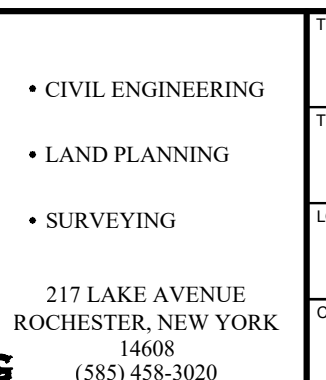 • CIVIL ENGINEERING
• LAND PLANNING
• SURVEYING
217 LAKE AVENUE
ROCHESTER, NEW YORK
14608
(585) 458-3020